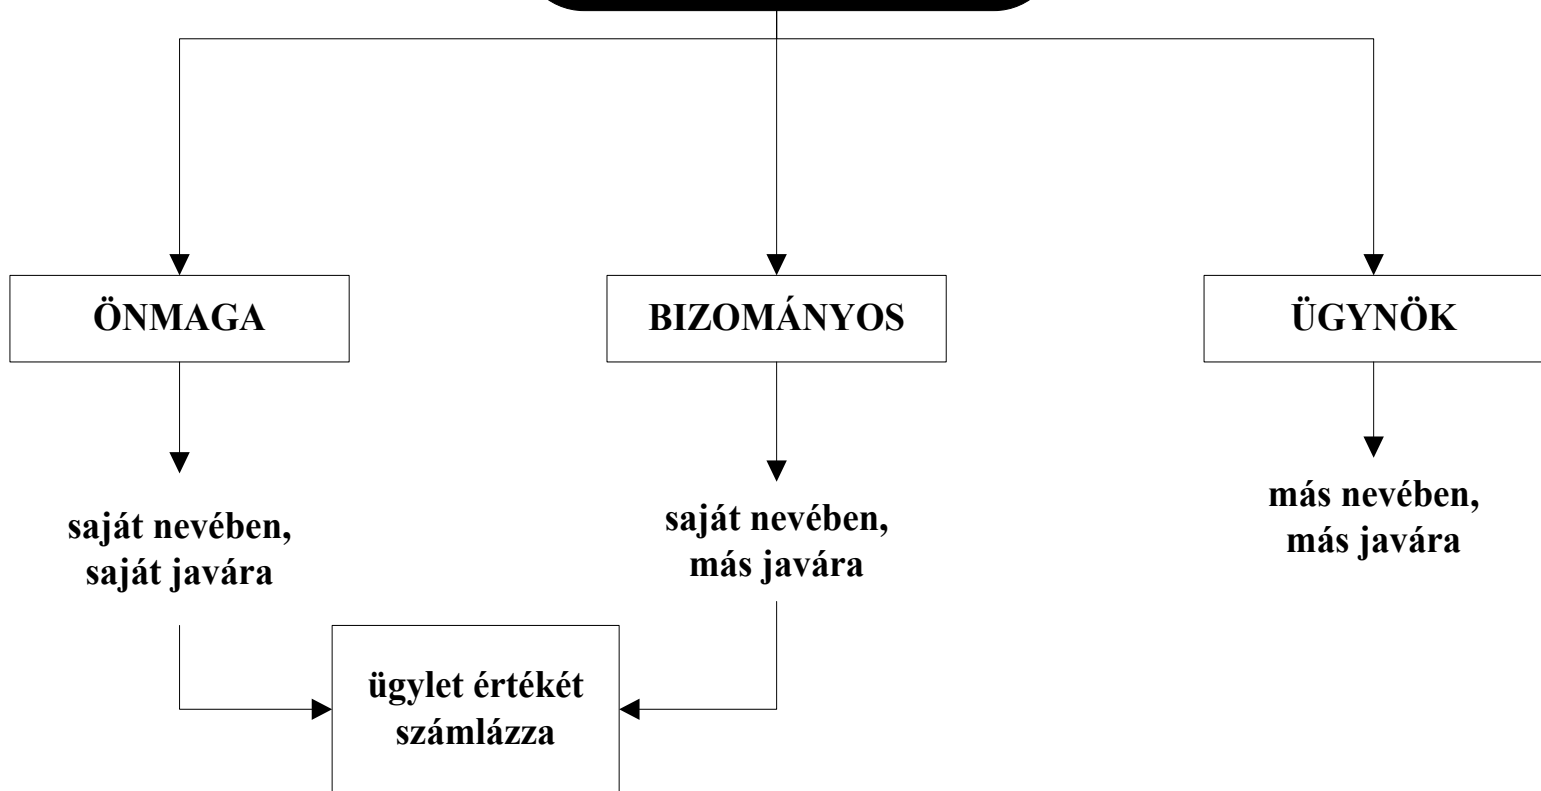 ÖNMAGA
BIZOMÁNYOS
ÜGYNÖK
saját nevében,
saját javára
saját nevében,
más javára
más nevében,
más javára
ügylet értékét
számlázza